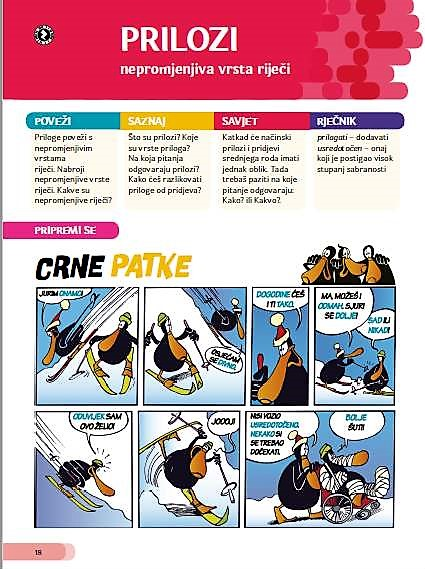 PRILOZI
nepromjenjiva vrsta riječi
POVEŽI
Priloge poveži s
nepromjenjivim
vrstama
riječi. Nabroji
nepromjenjive vrste
riječi. Kakve su
nepromjenjive riječi?
SAZNAJ
Što su prilozi? Koje
su vrste priloga?
Na koja pitanja
odgovaraju prilozi?
Kako ćeš razlikovati
priloge od pridjeva?
SAVJET
Katkad će načinski
prilozi i pridjevi
srednjega roda imati
jednak oblik. Tada
trebaš paziti na koje
pitanje odgovaraju:
Kako? ili Kakvo?.
RJEČNIK
prilagati – dodavati
usredotočen – onaj
koji je postigao visok
stupanj sabranosti
PRIPREMI SE
CRNE PATKE
JURIM ONAMO!
OSJEĆAM
SE DIVNO.
DOGODINE ĆEŠ
I TI TAKO.
MA, MOŽEŠ I
ODMAH. SJURI
SE DOLJE!
SAD ILI
NIKAD!
ODUVIJEK SAM
OVO ŽELIO!
JOOOJ!
NISI VOZIO
USREDOTOČENO.
NEKAKO SI
SE TREBAO
DOČEKATI.
BOLJE
ŠUTI!
18